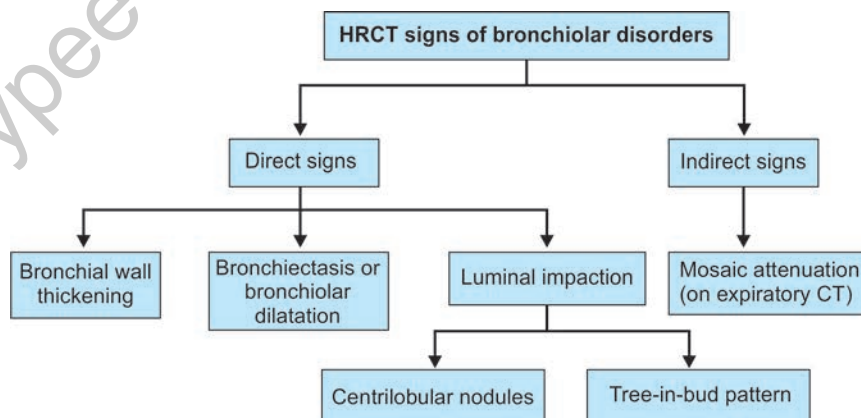 ypee
HRCT signs of bronchiolar disorders
Direct signs
Indirect signs
Bronchial wall
thickening
Bronchiectasis or
bronchiolar
dilatation
Luminal impaction
Mosaic attenuation
(on expiratory CT)
Centrilobular nodules
Tree-in-bud pattern